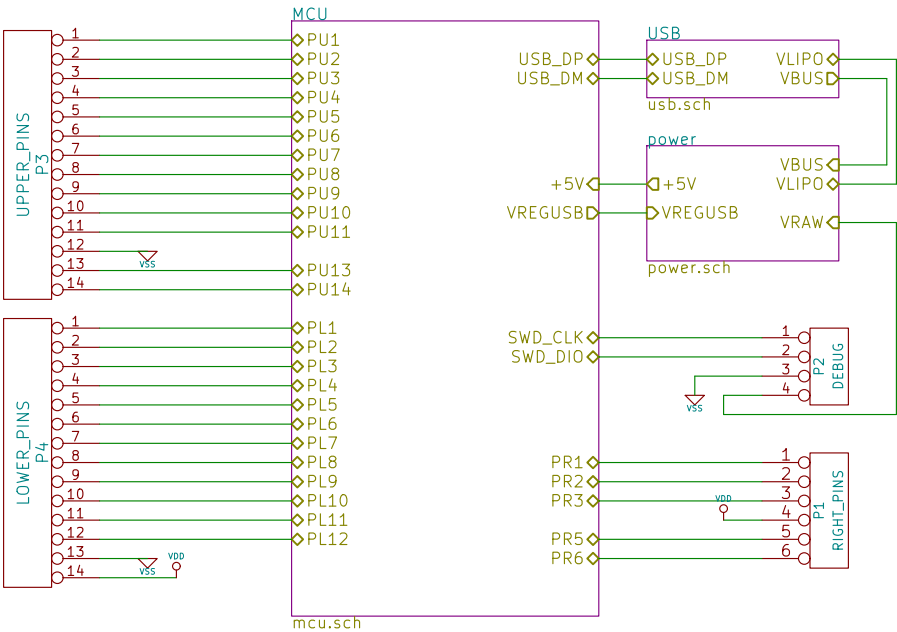 MCU
USB
power
UPPER_PINS
P3
1
2
3
4
5
6
7
8
9
10
11
12
13
14
VSS
PU1
PU2
PU3
PU4
PU5
PU6
PU7
PU8
PU9
PU10
PU11
PU13
PU14
LOWER_PINS
P4
1
2
3
4
5
6
7
8
9
10
11
12
13
14
VSS
VDD
PL1
PL2
PL3
PL4
PL5
PL6
PL7
PL8
PL9
PL10
PL11
PL12
mcu.sch
USB_DP
USB_DM
+5V
VREGUSB
SWD_CLK
SWD_DIO
PR1
PR2
PR3
PR5
PR6
USB_DP VLIPO
USB_DM VBUS
usb.sch
VBUS
+5V VLIPO
VREGUSB
VRAW
power.sch
1
2
3
4
VSS
P2
DEBUG
1
2
3
4
5
6
VDD
P1
RIGHT_PINS